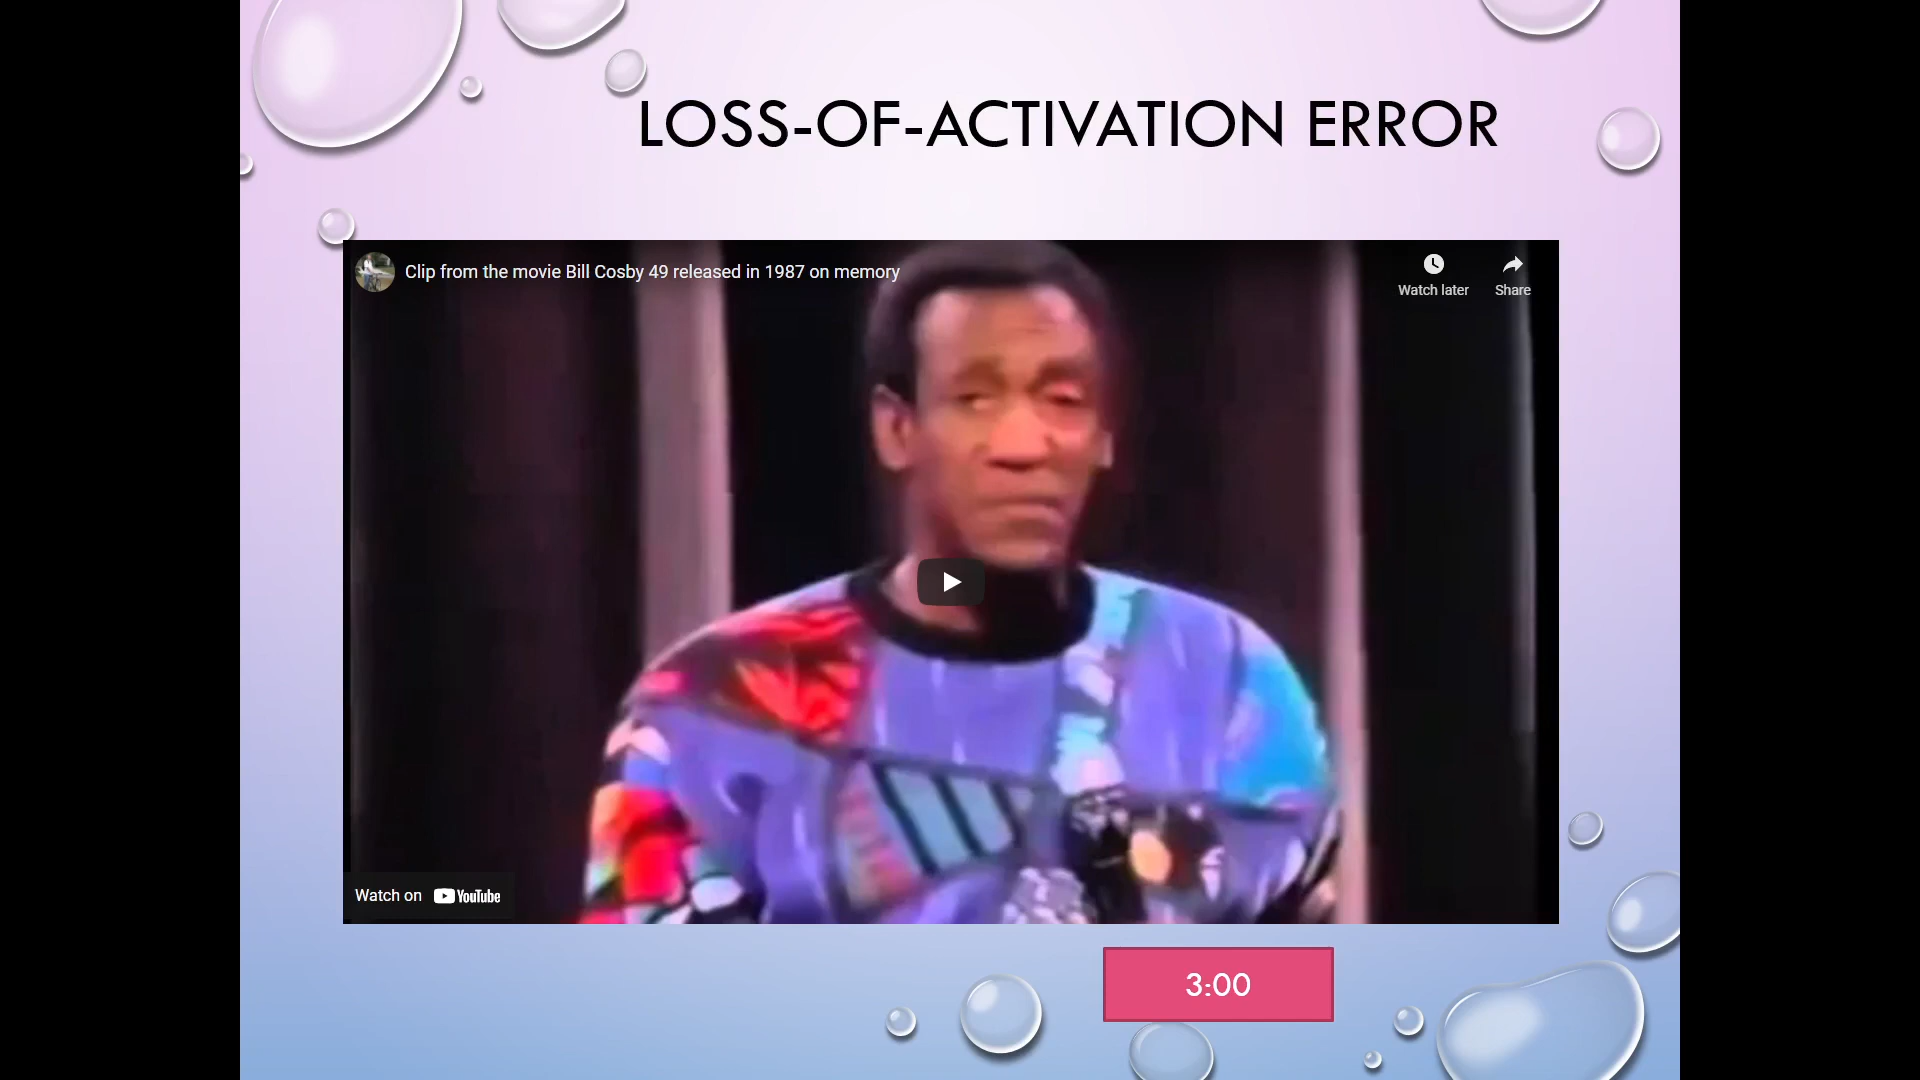 LOSS-OF-ACTIVATION ERROR
Clip from the movie Bill Cosby 49 released in 1987 on memory
Watch later
Share
Watch on YouTube
3:00